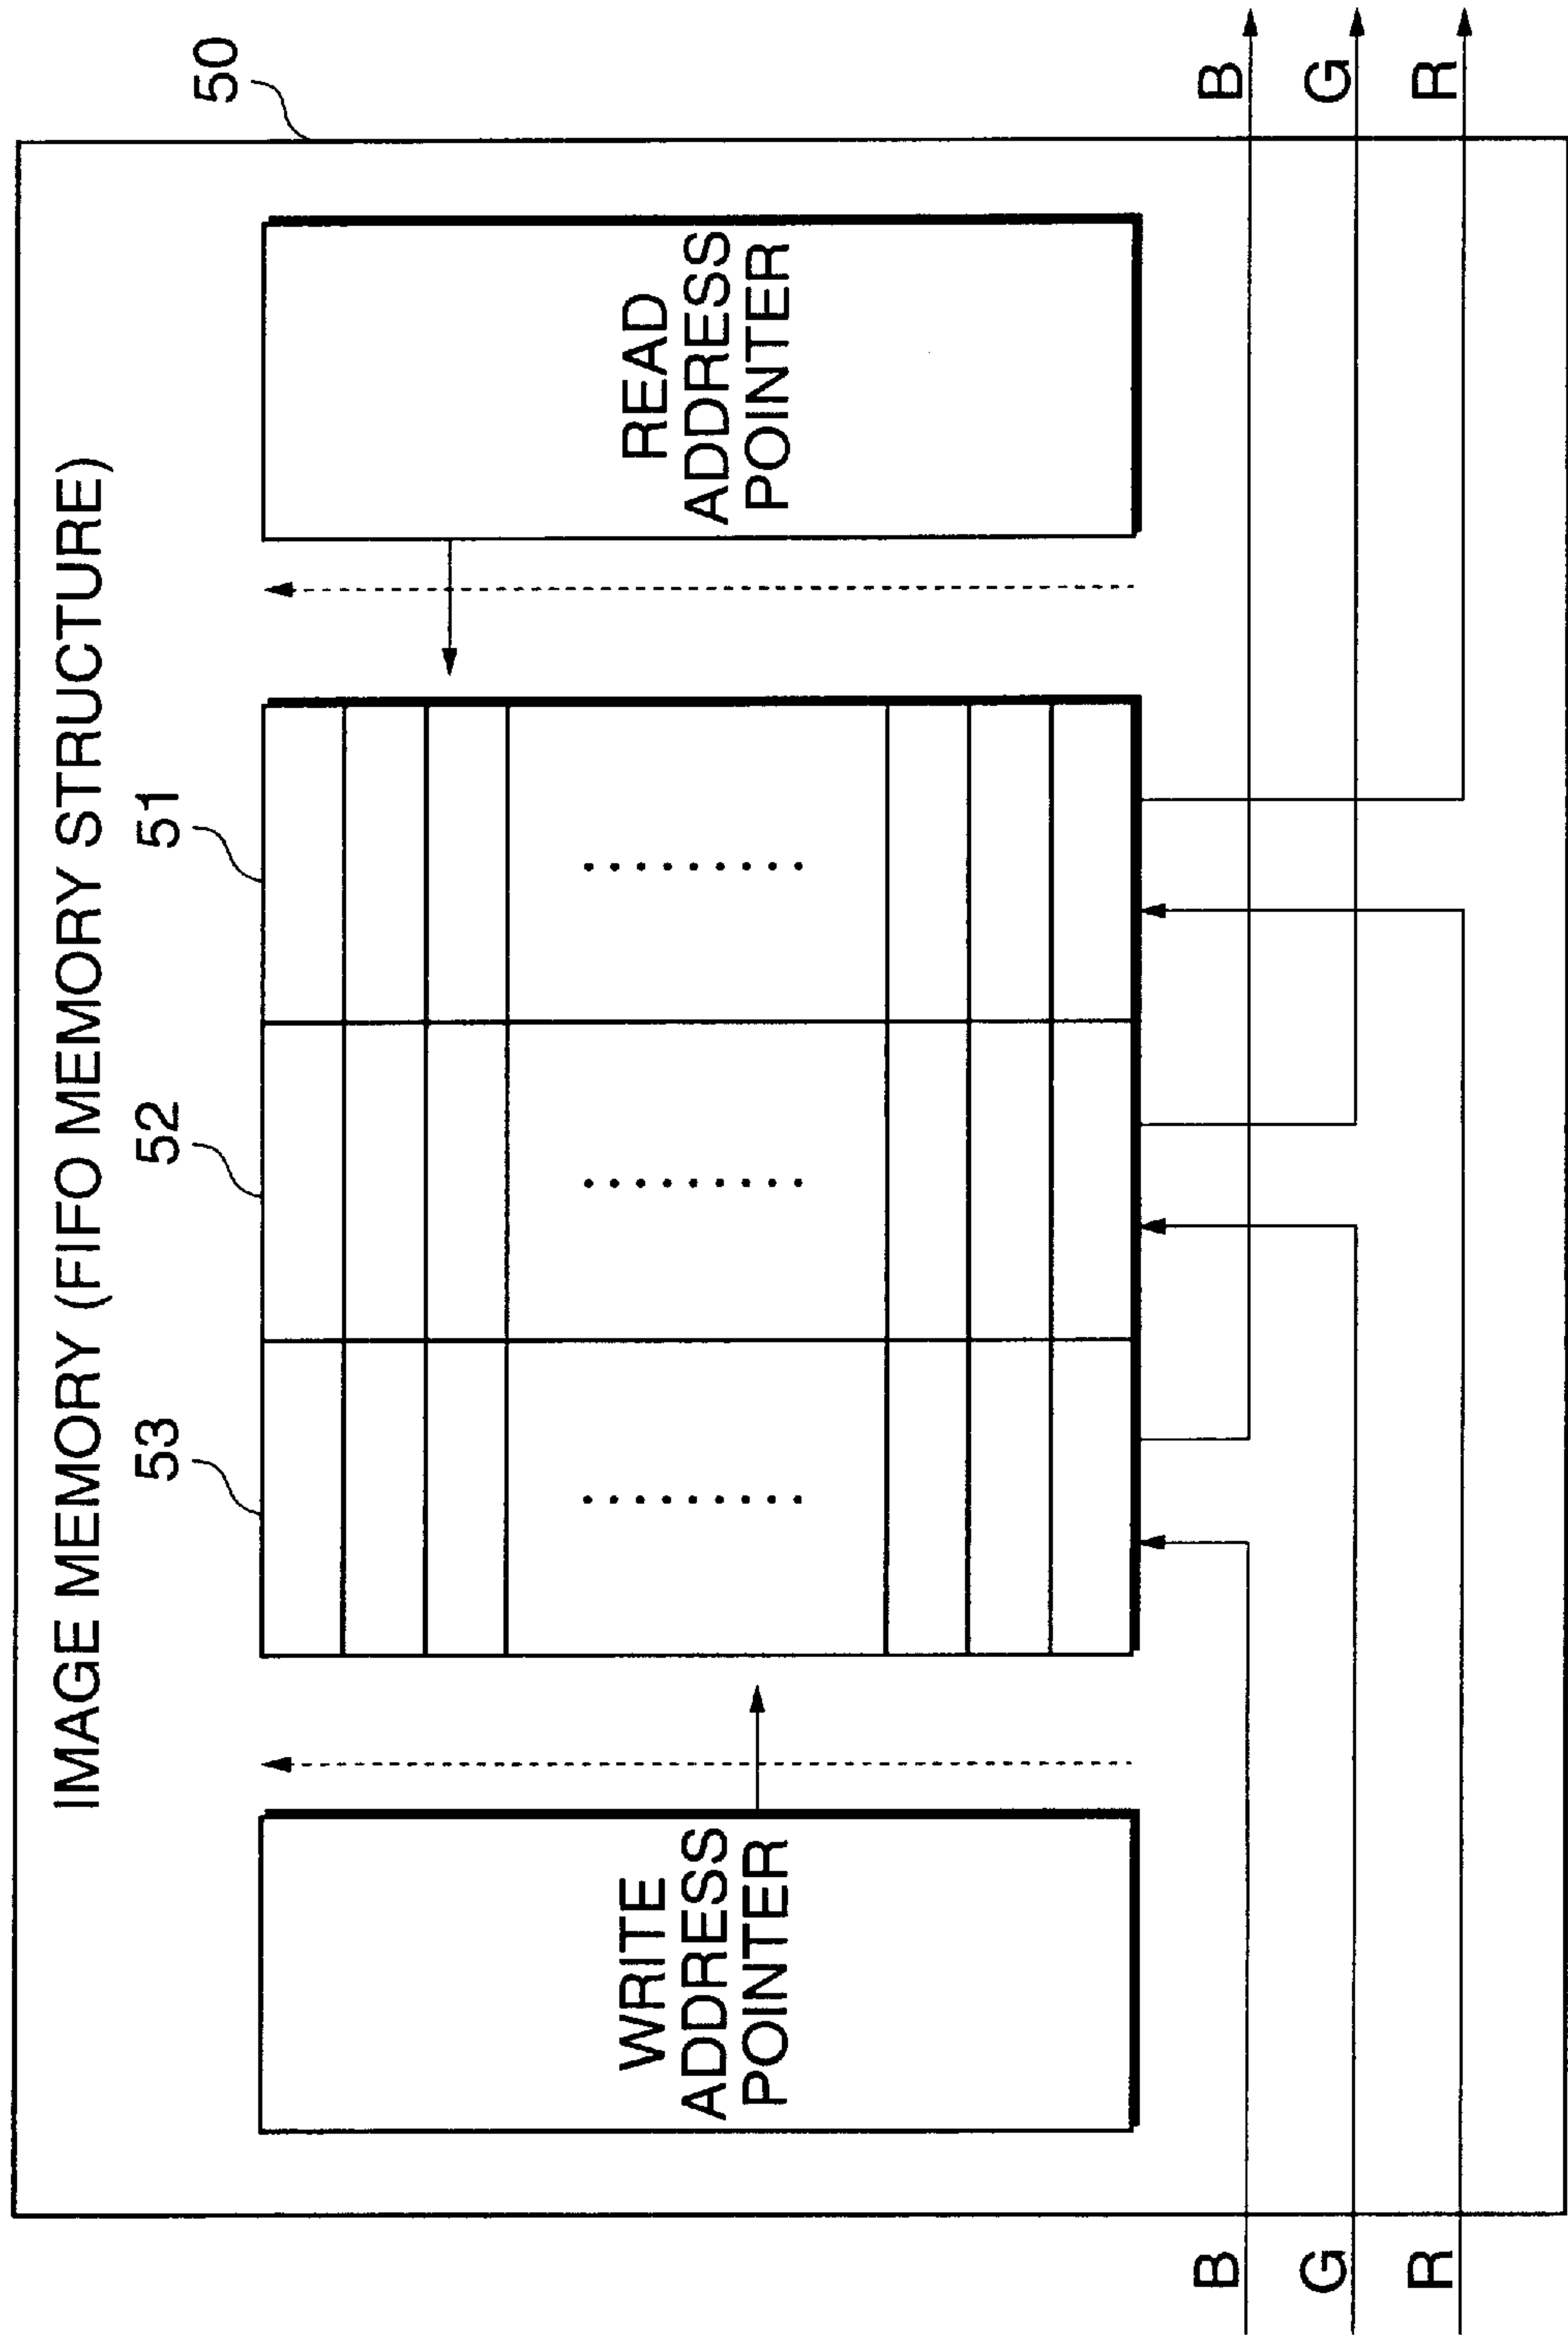 IMAGE MEMORY (FIFO MEMORY STRUCTURE)
50
53
52
51
WRITE
ADDRESS
POINTER
READ
ADDRESS
POINTER
B
B
G
G
R
R